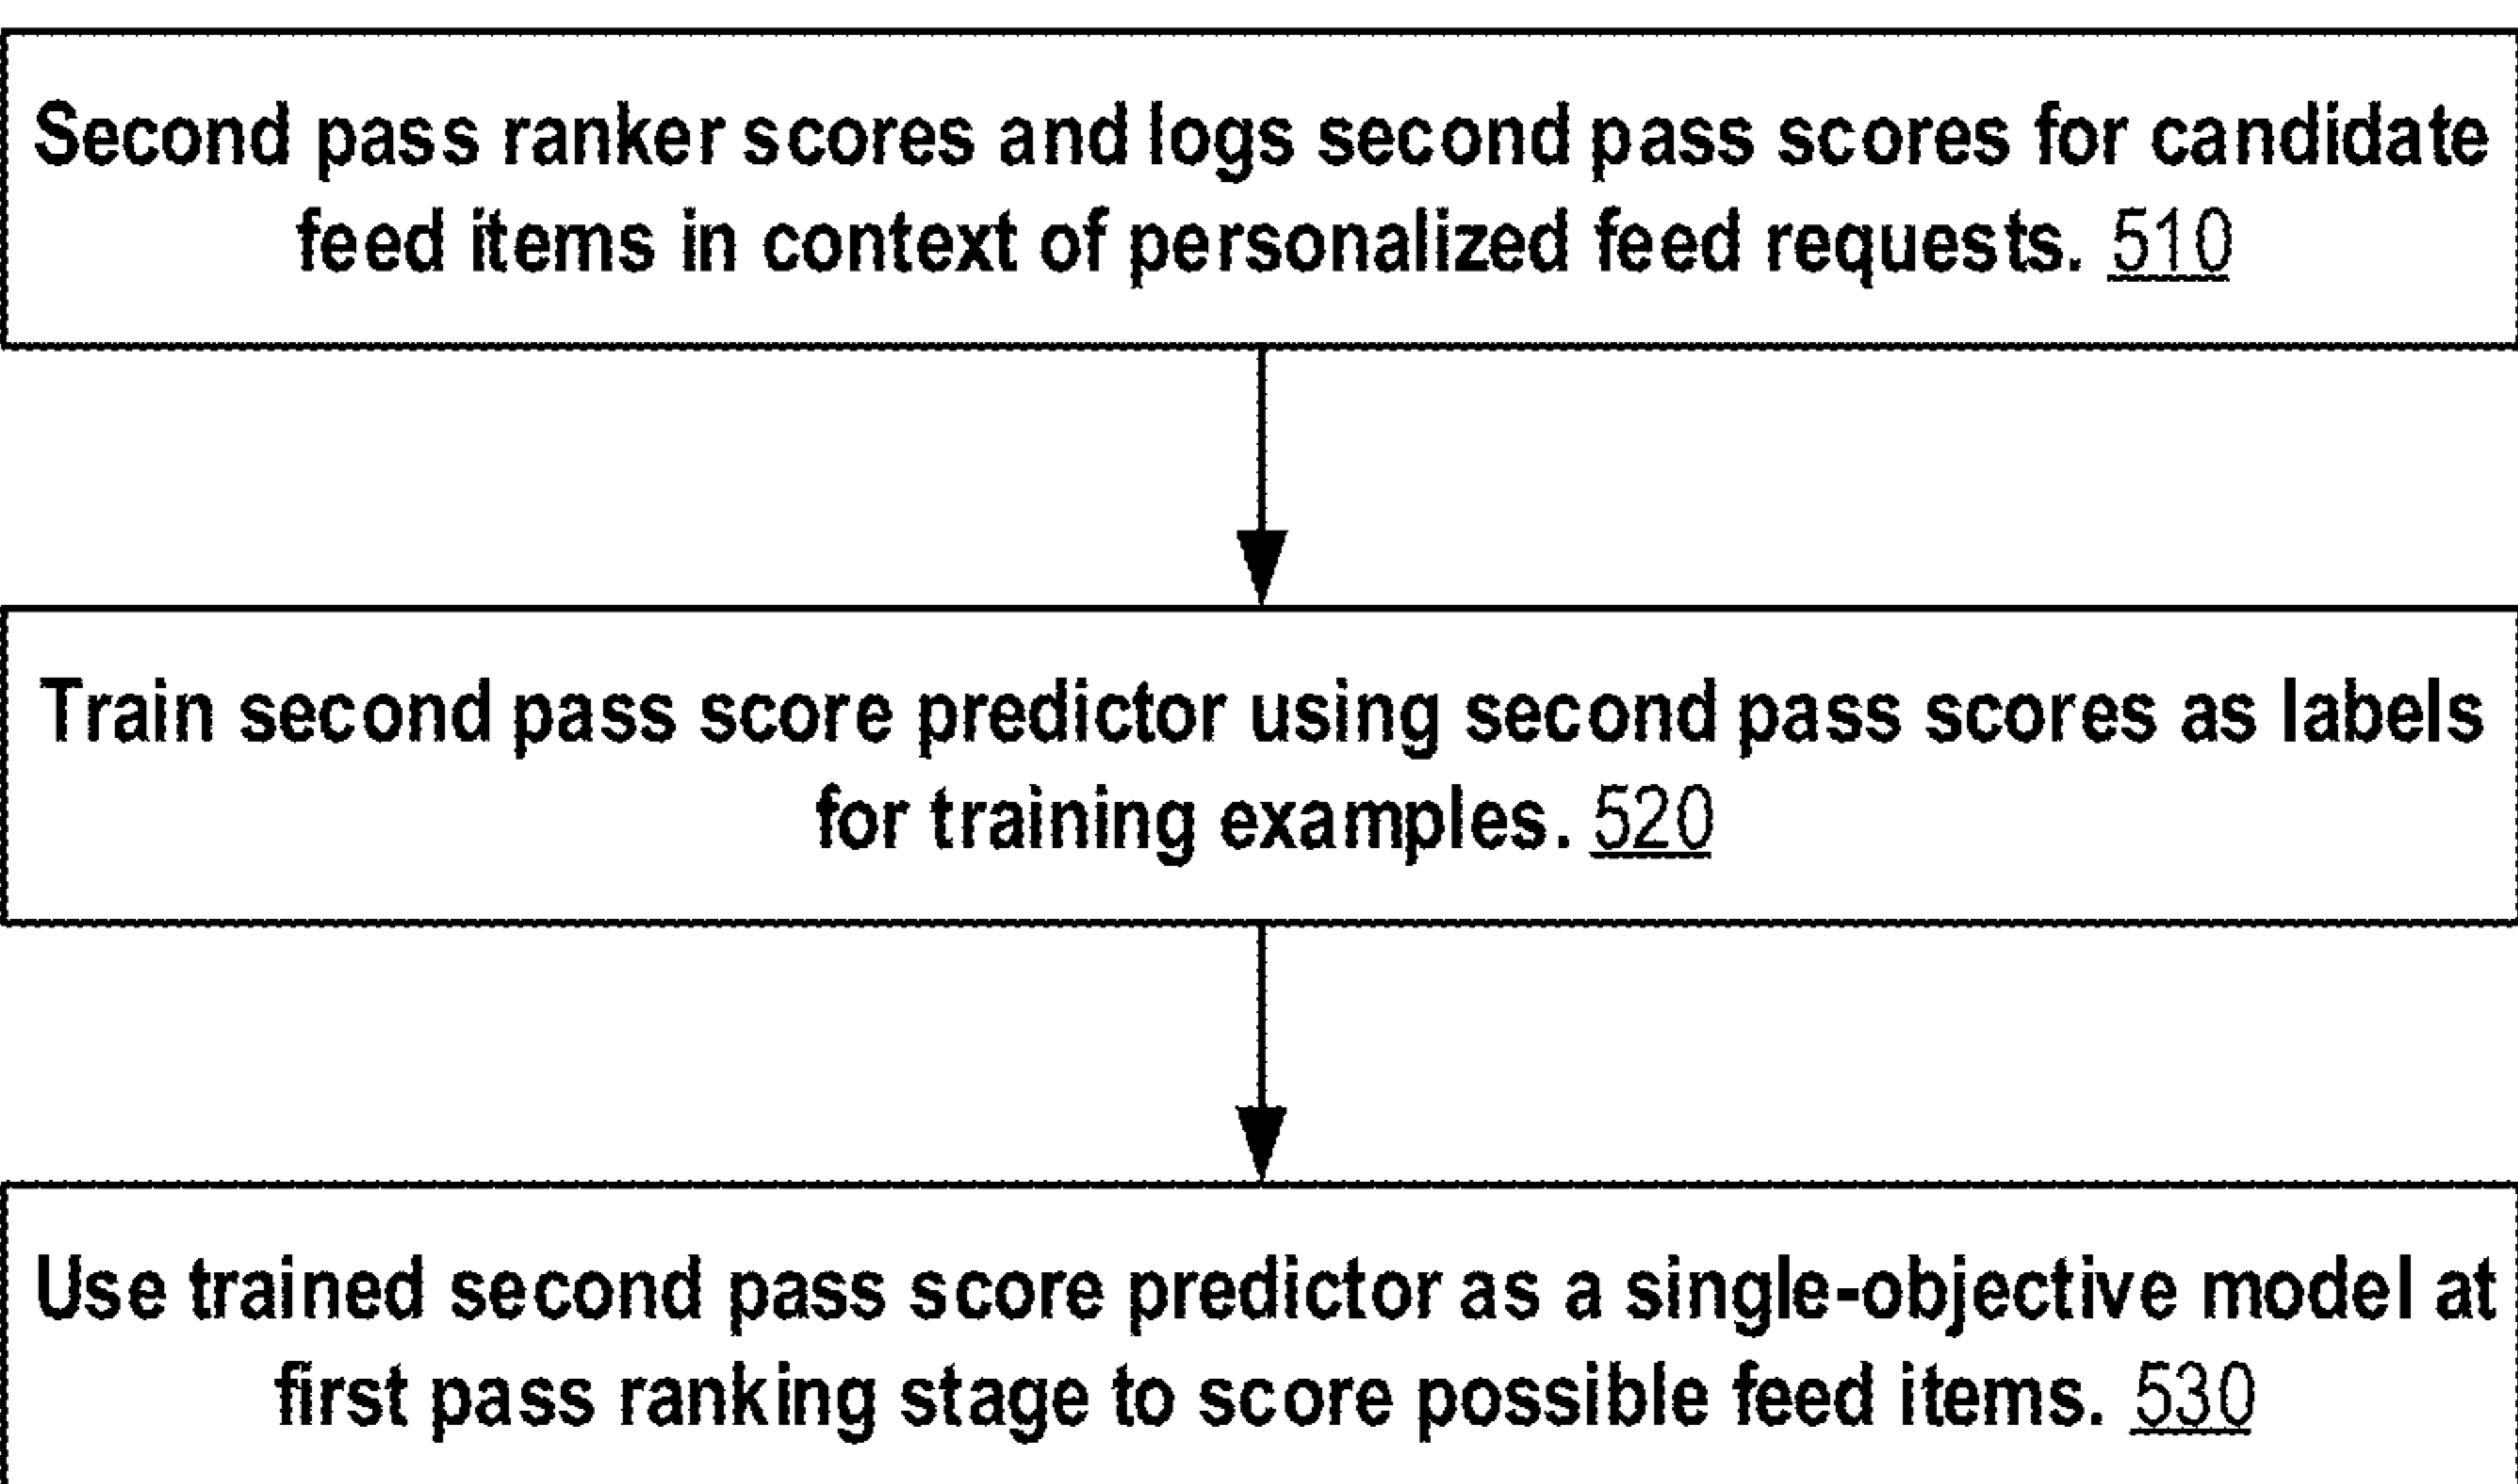 Second pass ranker scores and logs second pass scores for candidate
feed items in context of personalized feed requests. 510
Train second pass score predictor using second pass scores as labels
for training examples. 520
Use trained second pass score predictor as a single-objective model at
first pass ranking stage to score possible feed items. 530